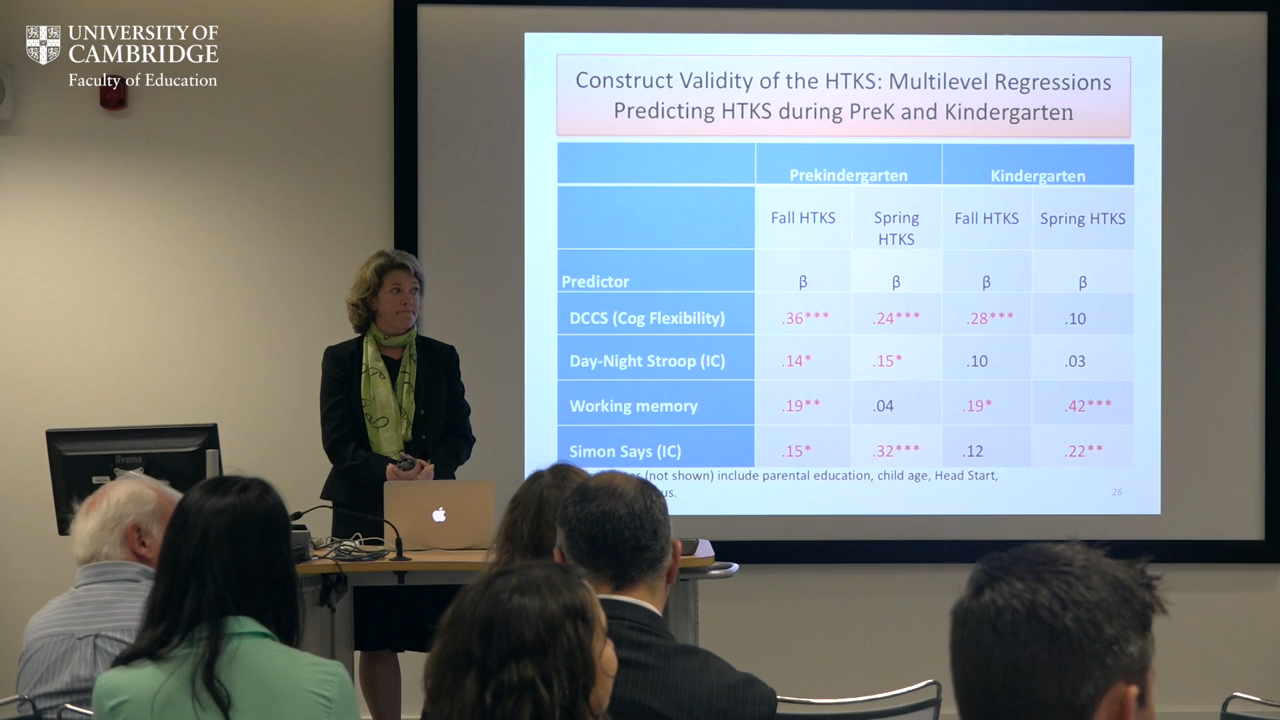 UNIVERSITY OF
CAMBRIDGE
Faculty of Education
Construct Validity of the HTKS: Multilevel Regressions
Predicting HTKS during PreK and Kindergarten
Prekindergarten Kindergarten
Fall HTKS Spring HTKS Fall HTKS Spring HTKS
Predictor β β β β
DCCS (Cog Flexibility) .36*** .24*** .28*** .10
Day-Night Stroop (IC) .14* .15* .10 .03
Working memory .19** .04 .19* .42***
Simon Says (IC) .15* .32*** .12 .22**
(not shown) include parental education, child age, Head Start,
26
iiyama